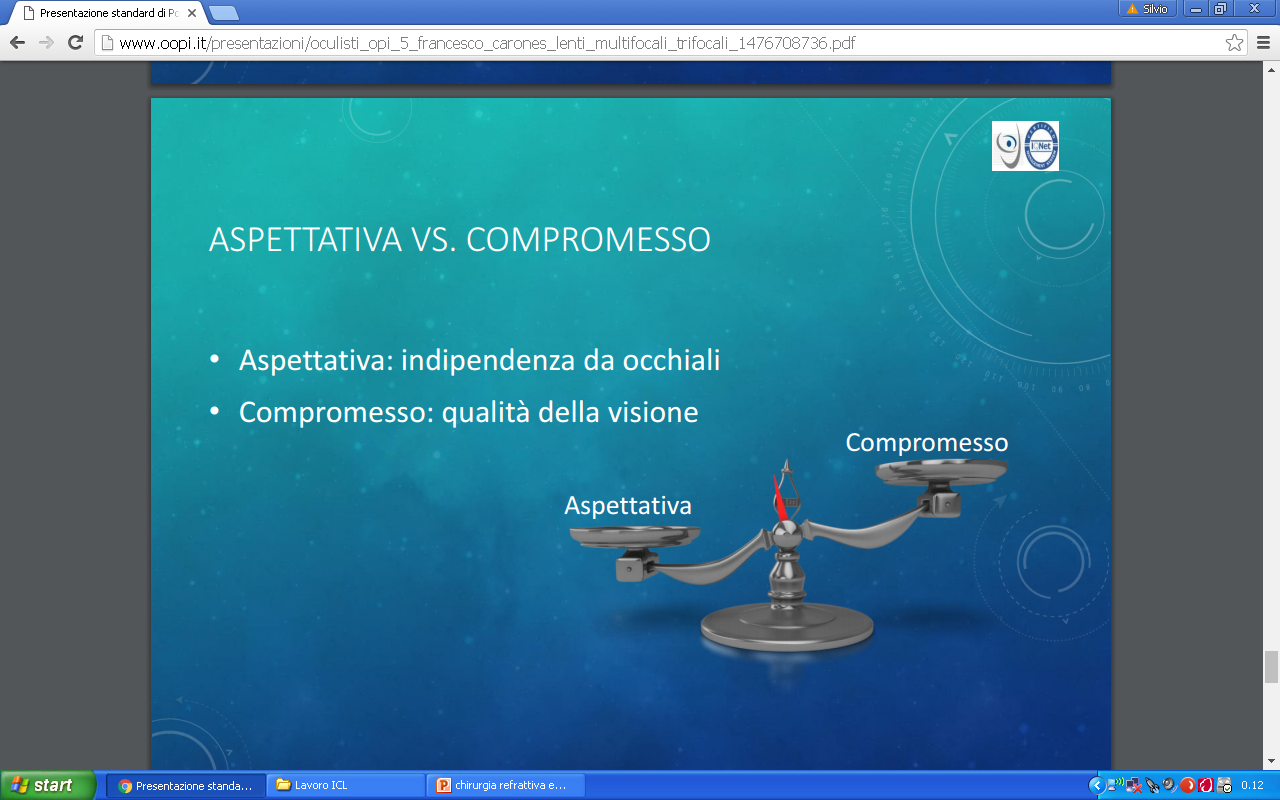 Presentazione standard di Po
Silvio
www.oopi.it/presentazioni/oculisti_opi_5_francesco_carones_lenti_multifocali_trifocali_1476708736.pdf
IQNet
ASPETTATIVA VS. COMPROMESSO
• Aspettativa: indipendenza da occhiali
• Compromesso: qualità della visione
Compromesso
Aspettativa
start
Presentazione standa...
Lavoro ICL
chirurgia refrattiva e...
0.12